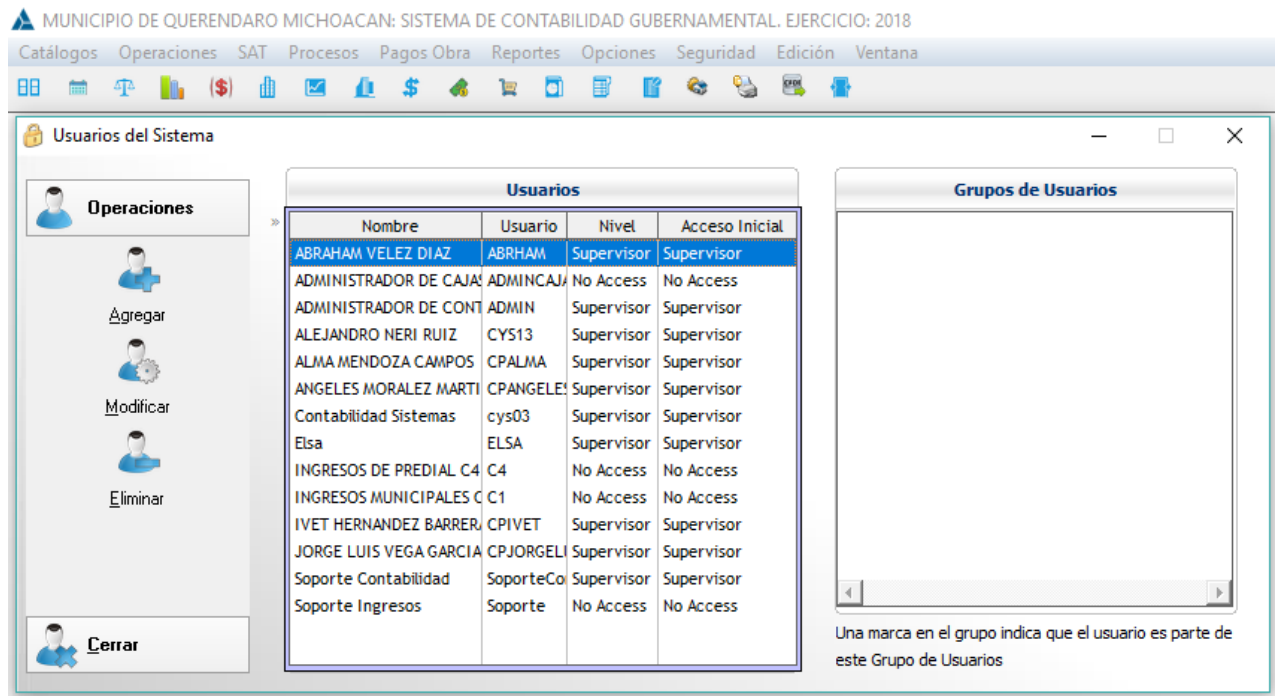 MUNICIPIO DE QUERENDARO MICHOACAN: SISTEMA DE CONTABILIDAD GUBERNAMENTAL. EJERCICIO: 2018
Catálogos Operaciones SAT Procesos Pagos Obra Reportes Opciones Seguridad Edición Ventana
Usuarios del Sistema
Operaciones
Agregar
Modificar
Eliminar
Cerrar
»
Usuarios
Nombre Usuario Nivel Acceso Inicial
ABRAHAM VELEZ DIAZ ABRHAM Supervisor Supervisor
ADMINISTRADOR DE CAJAS ADMINCAJA No Access No Access
ADMINISTRADOR DE CONT ADMIN Supervisor Supervisor
ALEJANDRO NERI RUIZ CYS13 Supervisor Supervisor
ALMA MENDOZA CAMPOS CPALMA Supervisor Supervisor
ANGELES MORALEZ MARTI CPANGELES Supervisor Supervisor
Contabilidad Sistemas cys03 Supervisor Supervisor
Elsa ELSA Supervisor Supervisor
INGRESOS DE PREDIAL C4 C4 No Access No Access
INGRESOS MUNICIPALES C C1 No Access No Access
IVET HERNANDEZ BARRERA CPIVET Supervisor Supervisor
JORGE LUIS VEGA GARCIA CPJORGELU Supervisor Supervisor
Soporte Contabilidad SoporteCo Supervisor Supervisor
Soporte Ingresos Soporte No Access No Access
Grupos de Usuarios
Una marca en el grupo indica que el usuario es parte de
este Grupo de Usuarios